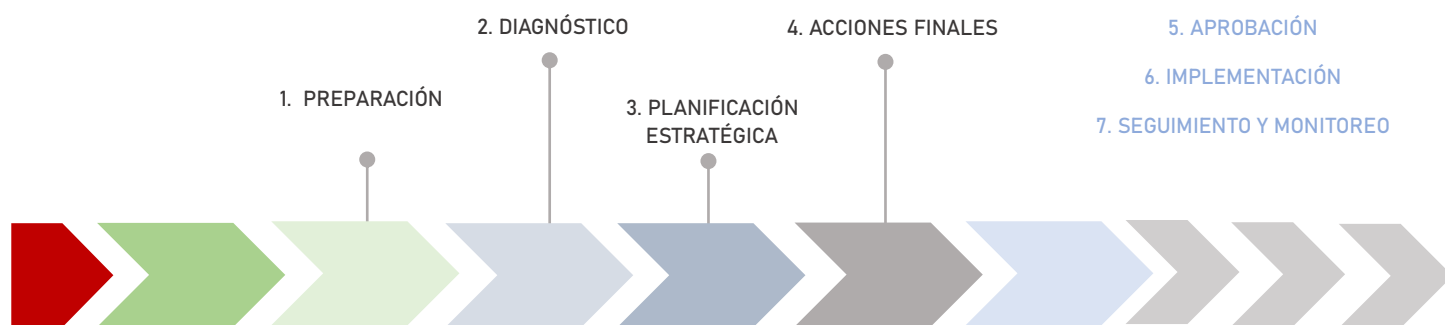 1. PREPARACIÓN
2. DIAGNÓSTICO
3. PLANIFICACIÓN
ESTRATÉGICA
4. ACCIONES FINALES
5. APROBACIÓN
6. IMPLEMENTACIÓN
7. SEGUIMIENTO Y MONITOREO